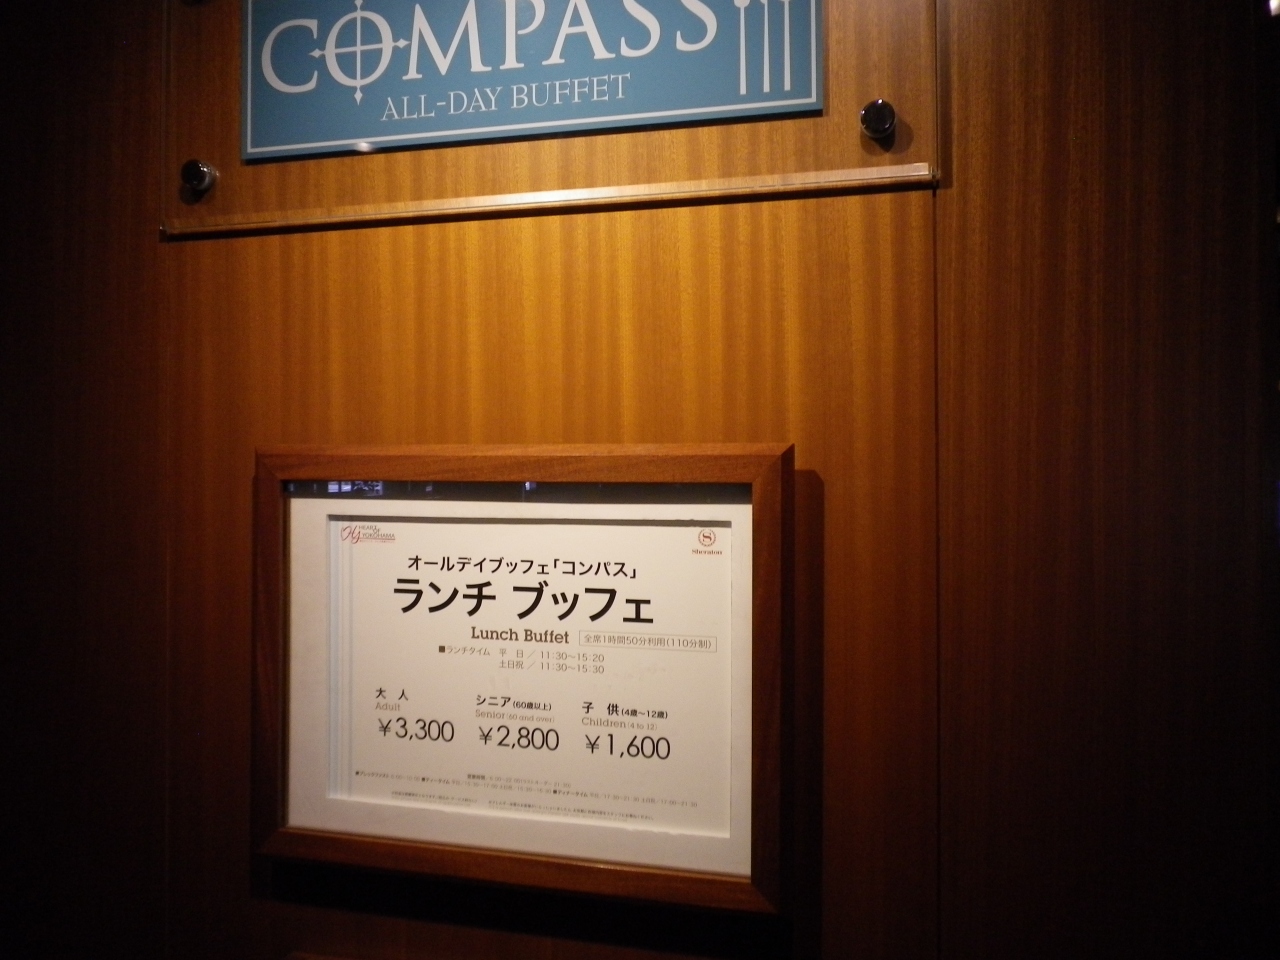 COMPASS
ALL-DAY BUFFET
HEART OF YOKOHAMA
Sheraton
オールデイブッフェ「コンパス」
ランチ ブッフェ
Lunch Buffet 全席1時間50分利用(110分制)
■ランチタイム 平 日 / 11:30~15:20
土日祝 / 11:30~15:30
大 人 シニア(60歳以上) 子 供(4歳~12歳)
Adult Senior(60 and over) Children(4 to 12)
¥3,300 ¥2,800 ¥1,600